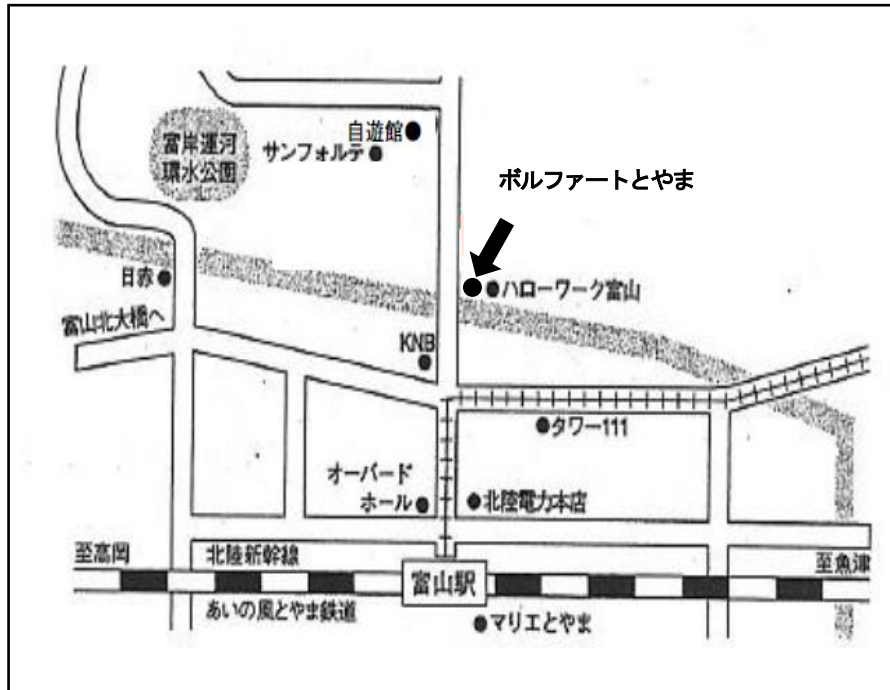 自遊館
富岸運河
環水公園
サンフォルテ
ボルファートとやま
日赤
ハローワーク富山
富山北大橋へ
KNB
タワー111
オーバード
ホール
北陸電力本店
至高岡
北陸新幹線
至魚津
富山駅
あいの風とやま鉄道
マリエとやま